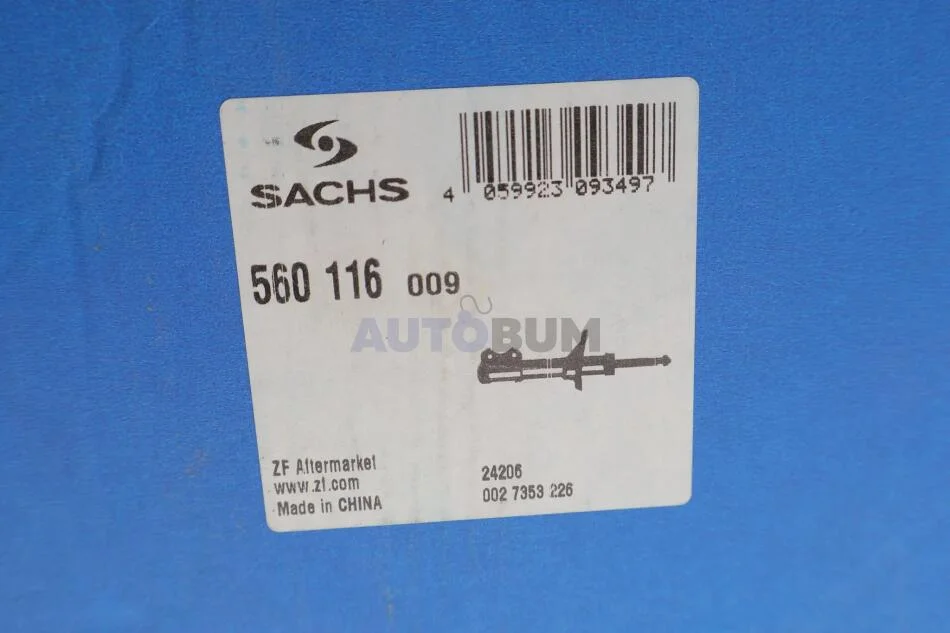 SACHS
4 059923 093497
560 116 009
AUTOBUM
ZF Aftermarket
www.zf.com
Made in CHINA
24206
002 7353 226